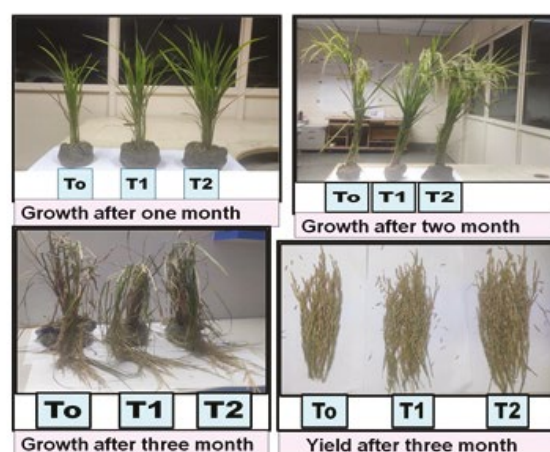 To T1 T2
Growth after one month
To T1 T2
Growth after two month
To T1 T2
Growth after three month
To T1 T2
Yield after three month